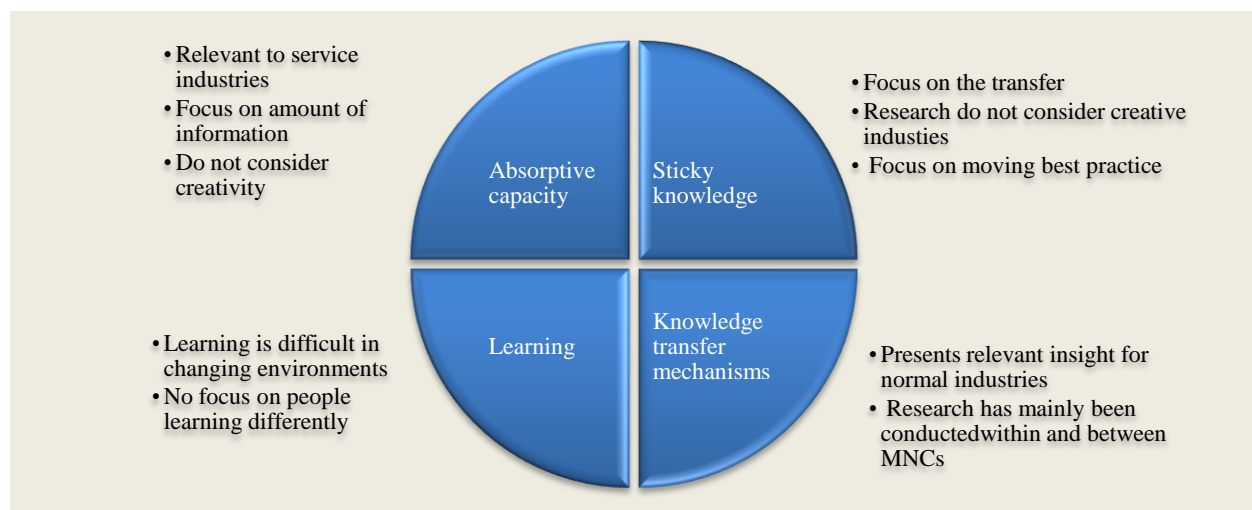 • Relevant to service
industries
• Focus on amount of
information
• Do not consider
creativity
Absorptive
capacity
Sticky
knowledge
• Focus on the transfer
• Research do not consider creative
industies
• Focus on moving best practice
• Learning is difficult in
changing environments
• No focus on people
learning differently
Learning
Knowledge
transfer
mechanisms
• Presents relevant insight for
normal industries
• Research has mainly been
conductedwithin and between
MNCs